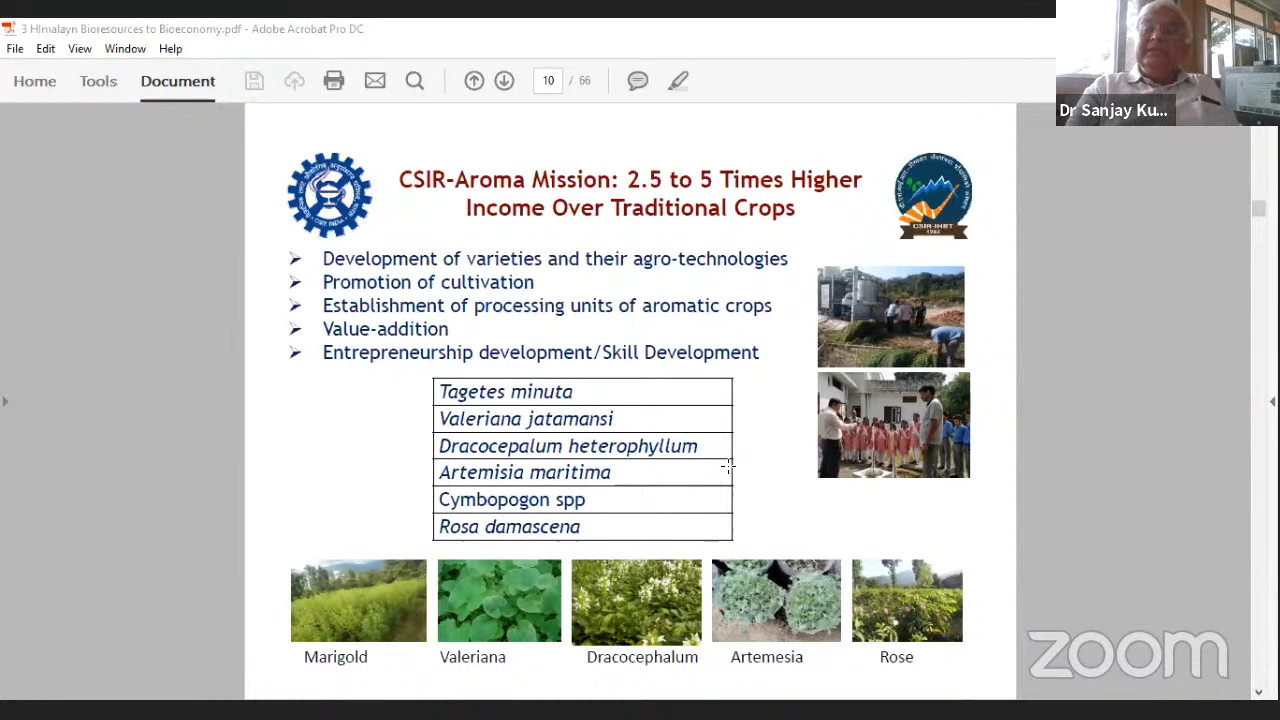 3 HImalayn Bioresources to Bioeconomy.pdf - Adobe Acrobat Pro DC
File Edit View Window Help
Home Tools Document 10 / 66
Dr Sanjay Ku...
CSIR-Aroma Mission: 2.5 to 5 Times Higher
Income Over Traditional Crops
CSIR-IHBT
Development of varieties and their agro-technologies
Promotion of cultivation
Establishment of processing units of aromatic crops
Value-addition
Entrepreneurship development/Skill Development
Tagetes minuta
Valeriana jatamansi
Dracocepalum heterophyllum
Artemisia maritima
Cymbopogon spp
Rosa damascena
Marigold Valeriana Dracocephalum Artemesia Rose
zoom